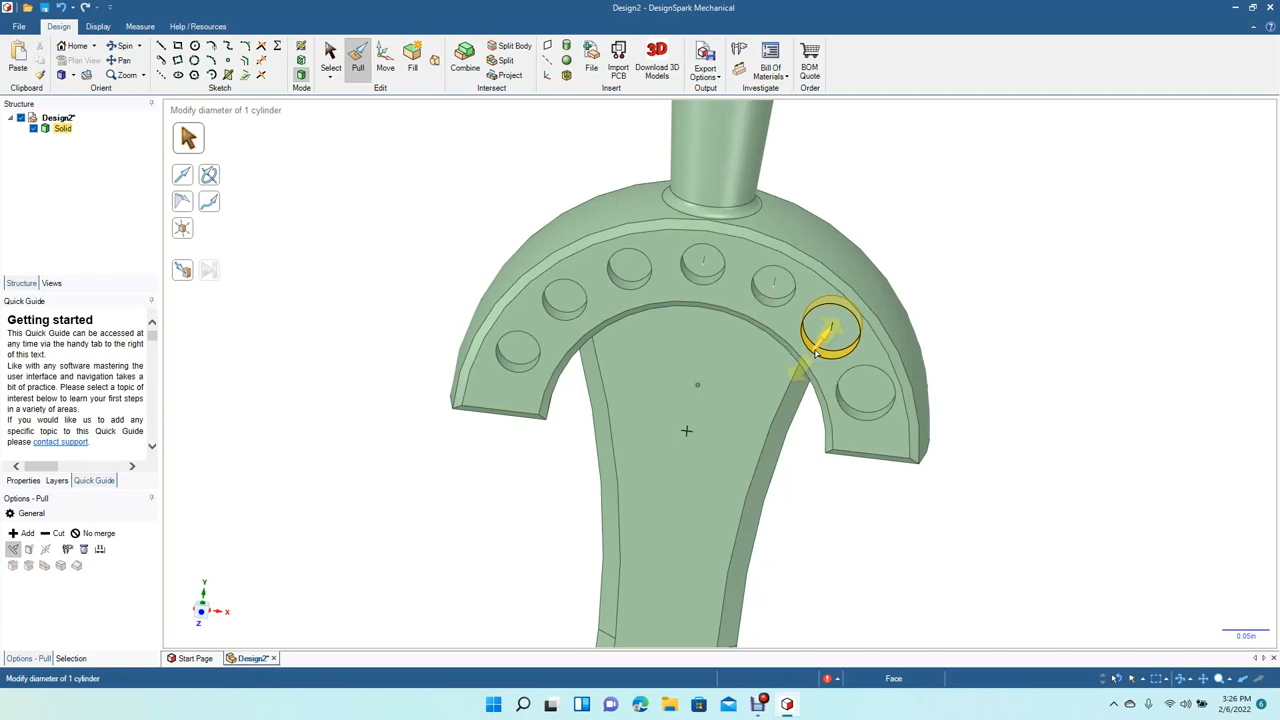 Design2 - DesignSpark Mechanical
File Design Display Measure Help / Resources
Home Spin
Plan View Pan
Zoom
Paste
Select Pull Move Fill
Combine
Split Body
Split
Project
File Import PCB Download 3D Models
3D
Export Options
Bill Of Materials
BOM Quote
Clipboard Orient Sketch Mode Edit Intersect Insert Output Investigate Order
Structure
Design2*
Solid
Modify diameter of 1 cylinder
Structure Views
Quick Guide
Getting started
This Quick Guide can be accessed at
any time via the handy tab to the right
of this text.
Like with any software mastering the
user interface and navigation takes a
bit of practice. Please select a topic of
interest below to learn your first steps
in a variety of areas.
If you would like us to add any
specific topic to this Quick Guide
please contact support.
Properties Layers Quick Guide
Options - Pull
General
Add Cut No merge
Y
X
Z
0.05in
Options - Pull Selection
Start Page Design2*
Modify diameter of 1 cylinder
Face
3:26 PM
2/6/2022
6